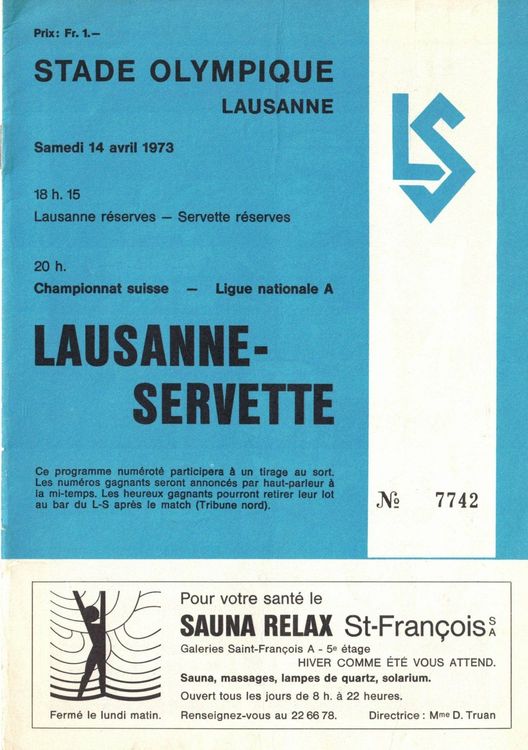 Prix: Fr. 1.—
STADE OLYMPIQUE
LAUSANNE
Samedi 14 avril 1973
18 h. 15
Lausanne réserves — Servette réserves
20 h.
Championnat suisse — Ligue nationale A
LAUSANNE-
SERVETTE
Ce programme numéroté participera à un tirage au sort.
Les numéros gagnants seront annoncés par haut-parleur à
la mi-temps. Les heureux gagnants pourront retirer leur lot
au bar du L-S après le match (Tribune nord).
LS
№ 7742
Pour votre santé le
SAUNA RELAX St-François SA
Galeries Saint-François A - 5e étage
HIVER COMME ÉTÉ VOUS ATTEND.
Sauna, massages, lampes de quartz, solarium.
Ouvert tous les jours de 8 h. à 22 heures.
Fermé le lundi matin. Renseignez-vous au 22 66 78. Directrice : Mme D. Truan